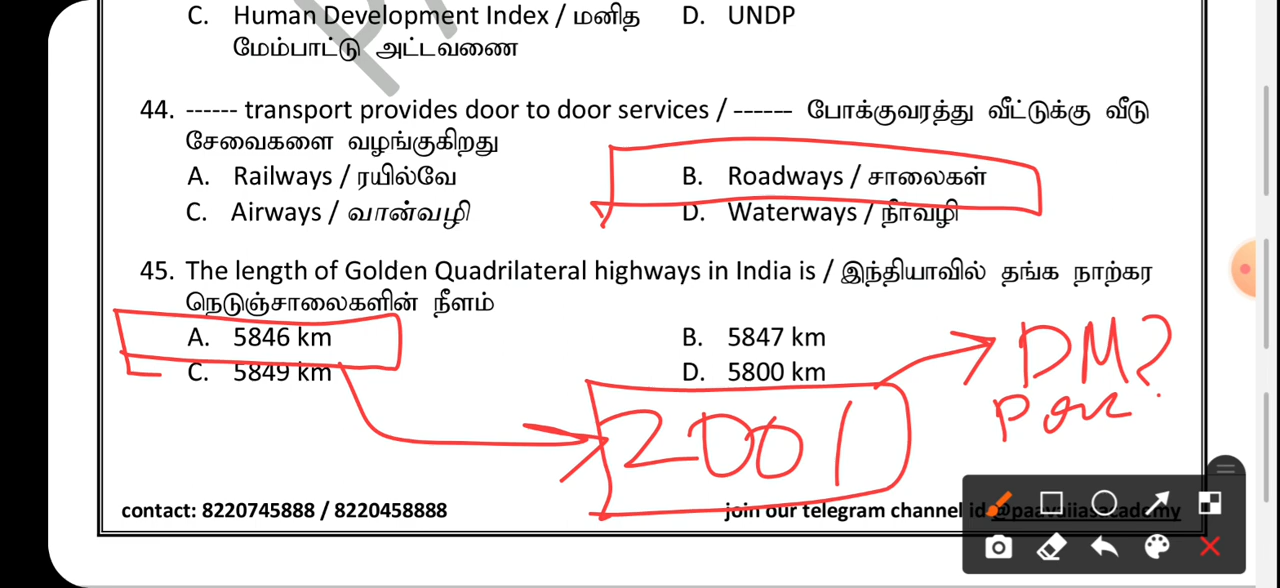 C. Human Development Index / மனித D. UNDP
மேம்பாட்டு அட்டவணை
44. ------ transport provides door to door services / ------ போக்குவரத்து வீட்டுக்கு வீடு
சேவைகளை வழங்குகிறது
A. Railways / ரயில்வே B. Roadways / சாலைகள்
C. Airways / வான்வழி D. Waterways / நீர்வழி
45. The length of Golden Quadrilateral highways in India is / இந்தியாவில் தங்க நாற்கர
நெடுஞ்சாலைகளின் நீளம்
A. 5846 km B. 5847 km
C. 5849 km D. 5800 km
2001
DM?
contact: 8220745888 / 8220458888 join our telegram channel id @paavaiiasacademy